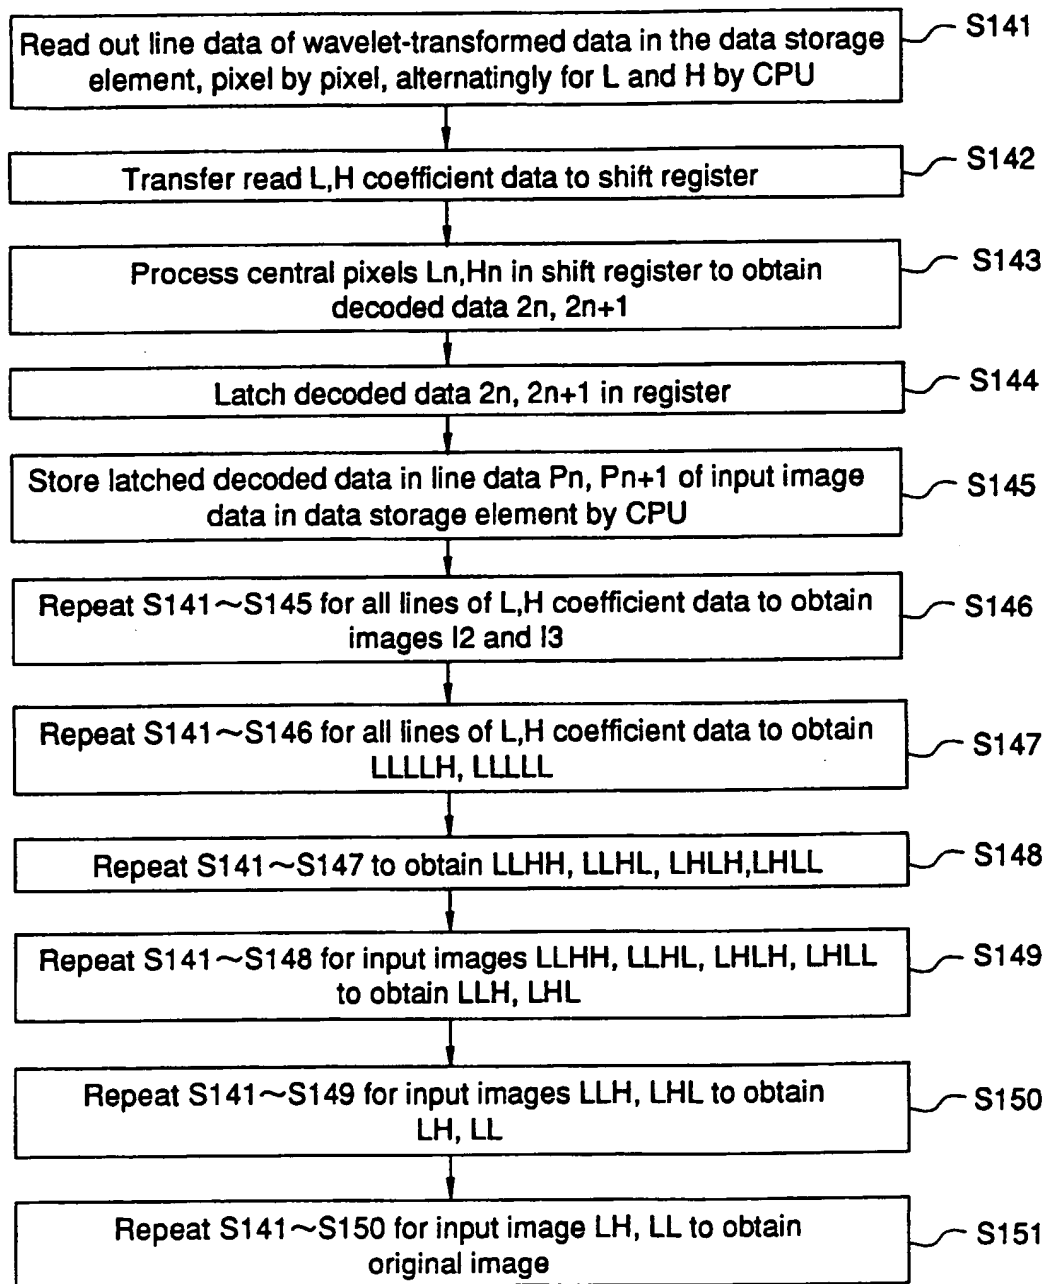 Read out line data of wavelet-transformed data in the data storage
element, pixel by pixel, alternatingly for L and H by CPU
S141
Transfer read L,H coefficient data to shift register
S142
Process central pixels Ln,Hn in shift register to obtain
decoded data 2n, 2n+1
S143
Latch decoded data 2n, 2n+1 in register
S144
Store latched decoded data in line data Pn, Pn+1 of input image
data in data storage element by CPU
S145
Repeat S141~S145 for all lines of L,H coefficient data to obtain
images I2 and I3
S146
Repeat S141~S146 for all lines of L,H coefficient data to obtain
LLLLH, LLLLL
S147
Repeat S141~S147 to obtain LLHH, LLHL, LHLH,LHLL
S148
Repeat S141~S148 for input images LLHH, LLHL, LHLH, LHLL
to obtain LLH, LHL
S149
Repeat S141~S149 for input images LLH, LHL to obtain
LH, LL
S150
Repeat S141~S150 for input image LH, LL to obtain
original image
S151